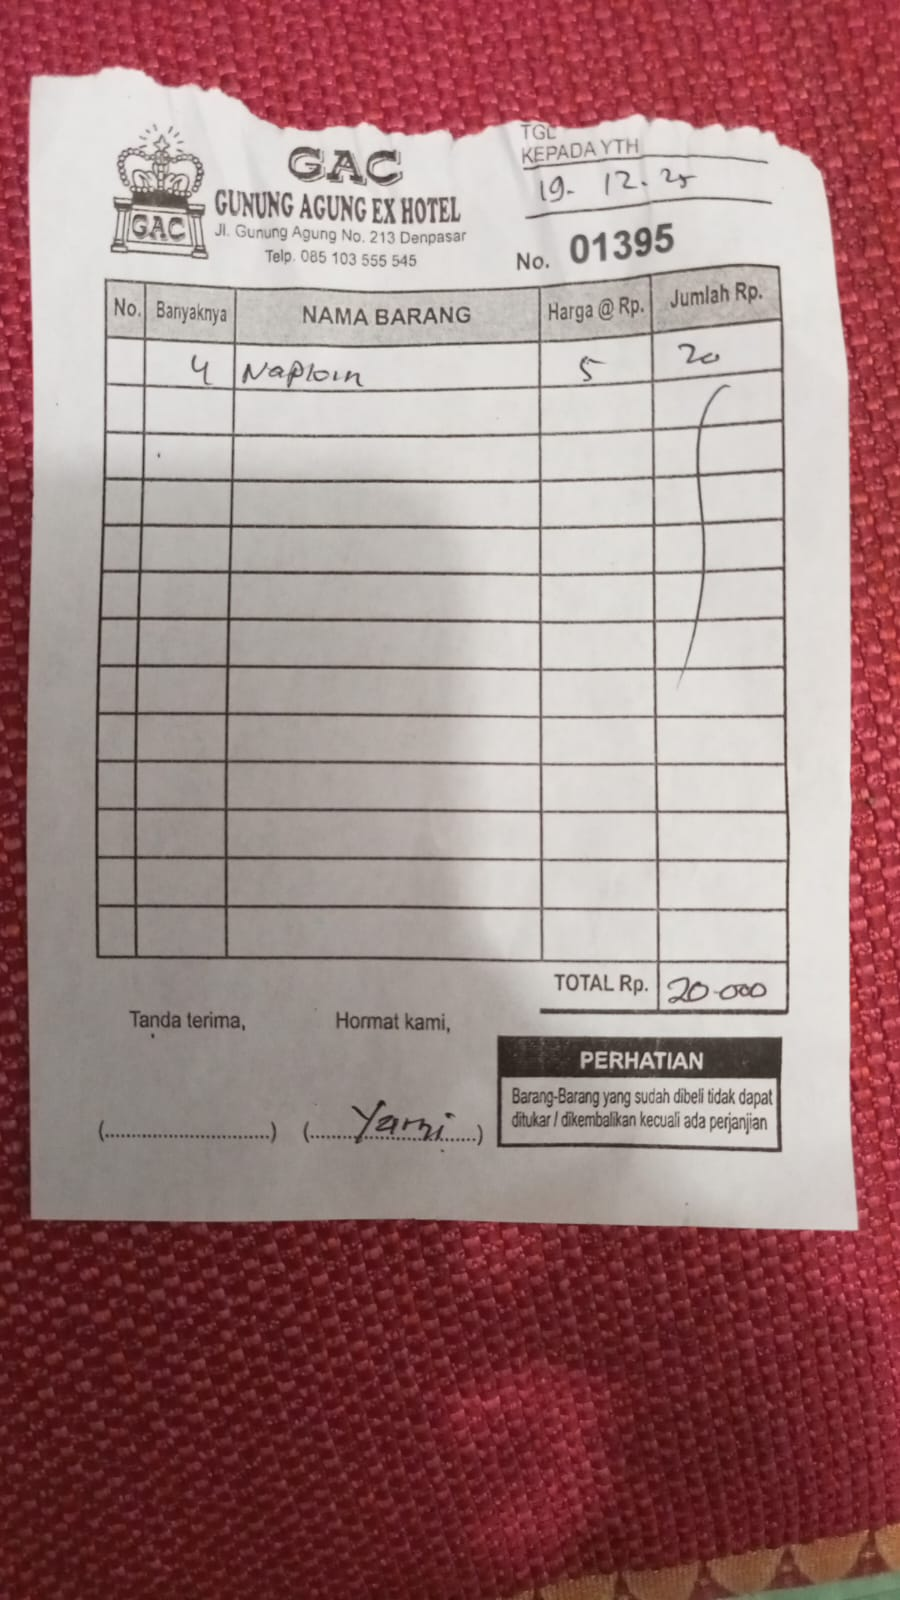 TGL
KEPADA YTH
19. 12. 25
GAC
GUNUNG AGUNG EX HOTEL
GAC
Jl. Gunung Agung No. 213 Denpasar
Telp. 085 103 555 545
No. 01395
No. Banyaknya NAMA BARANG Harga @ Rp. Jumlah Rp.
4 Naploin 5 20
TOTAL Rp. 20.000
Tanda terima, Hormat kami,
PERHATIAN
Barang-Barang yang sudah dibeli tidak dapat
ditukar / dikembalikan kecuali ada perjanjian
(............................) (....Yarni....)